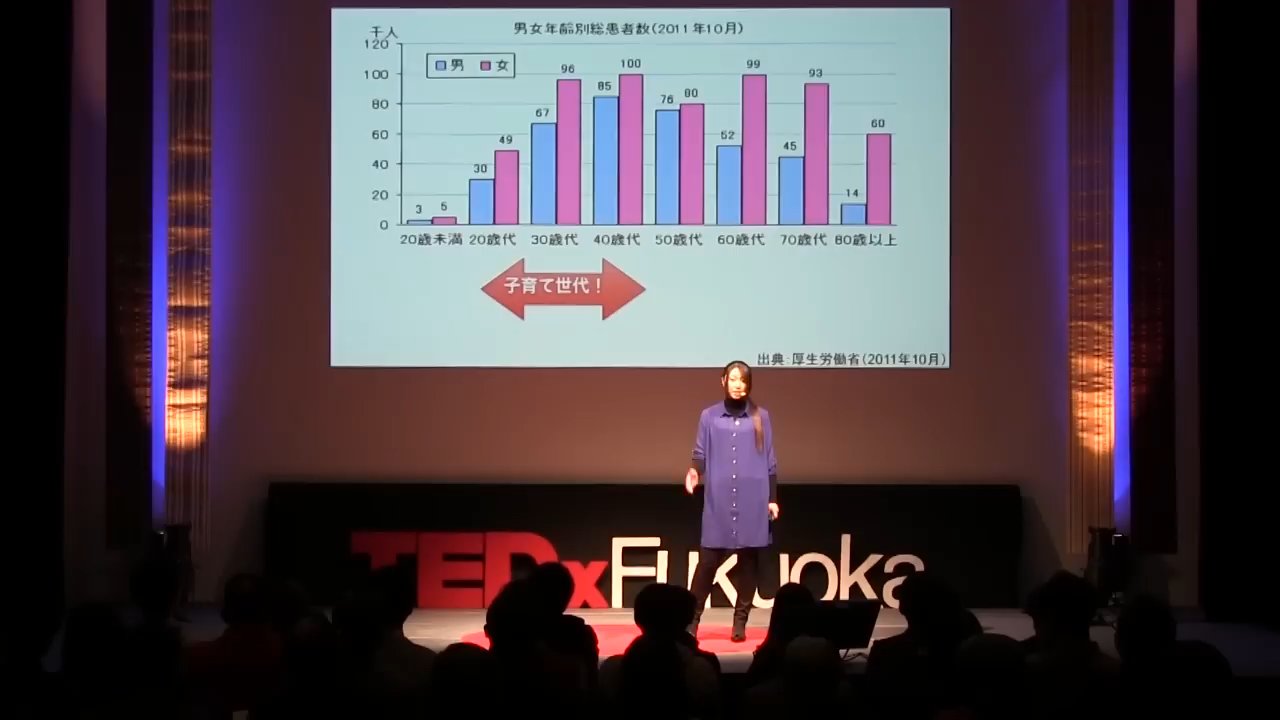 男女年齢別総患者数(2011年10月)
千人
男 女
120
100
80
60
40
20
0
3 5
30 49
67 96
85 100
76 80
52 99
45 93
14 60
20歳未満 20歳代 30歳代 40歳代 50歳代 60歳代 70歳代 80歳以上
子育て世代!
出典:厚生労働省(2011年10月)
TEDxFukuoka